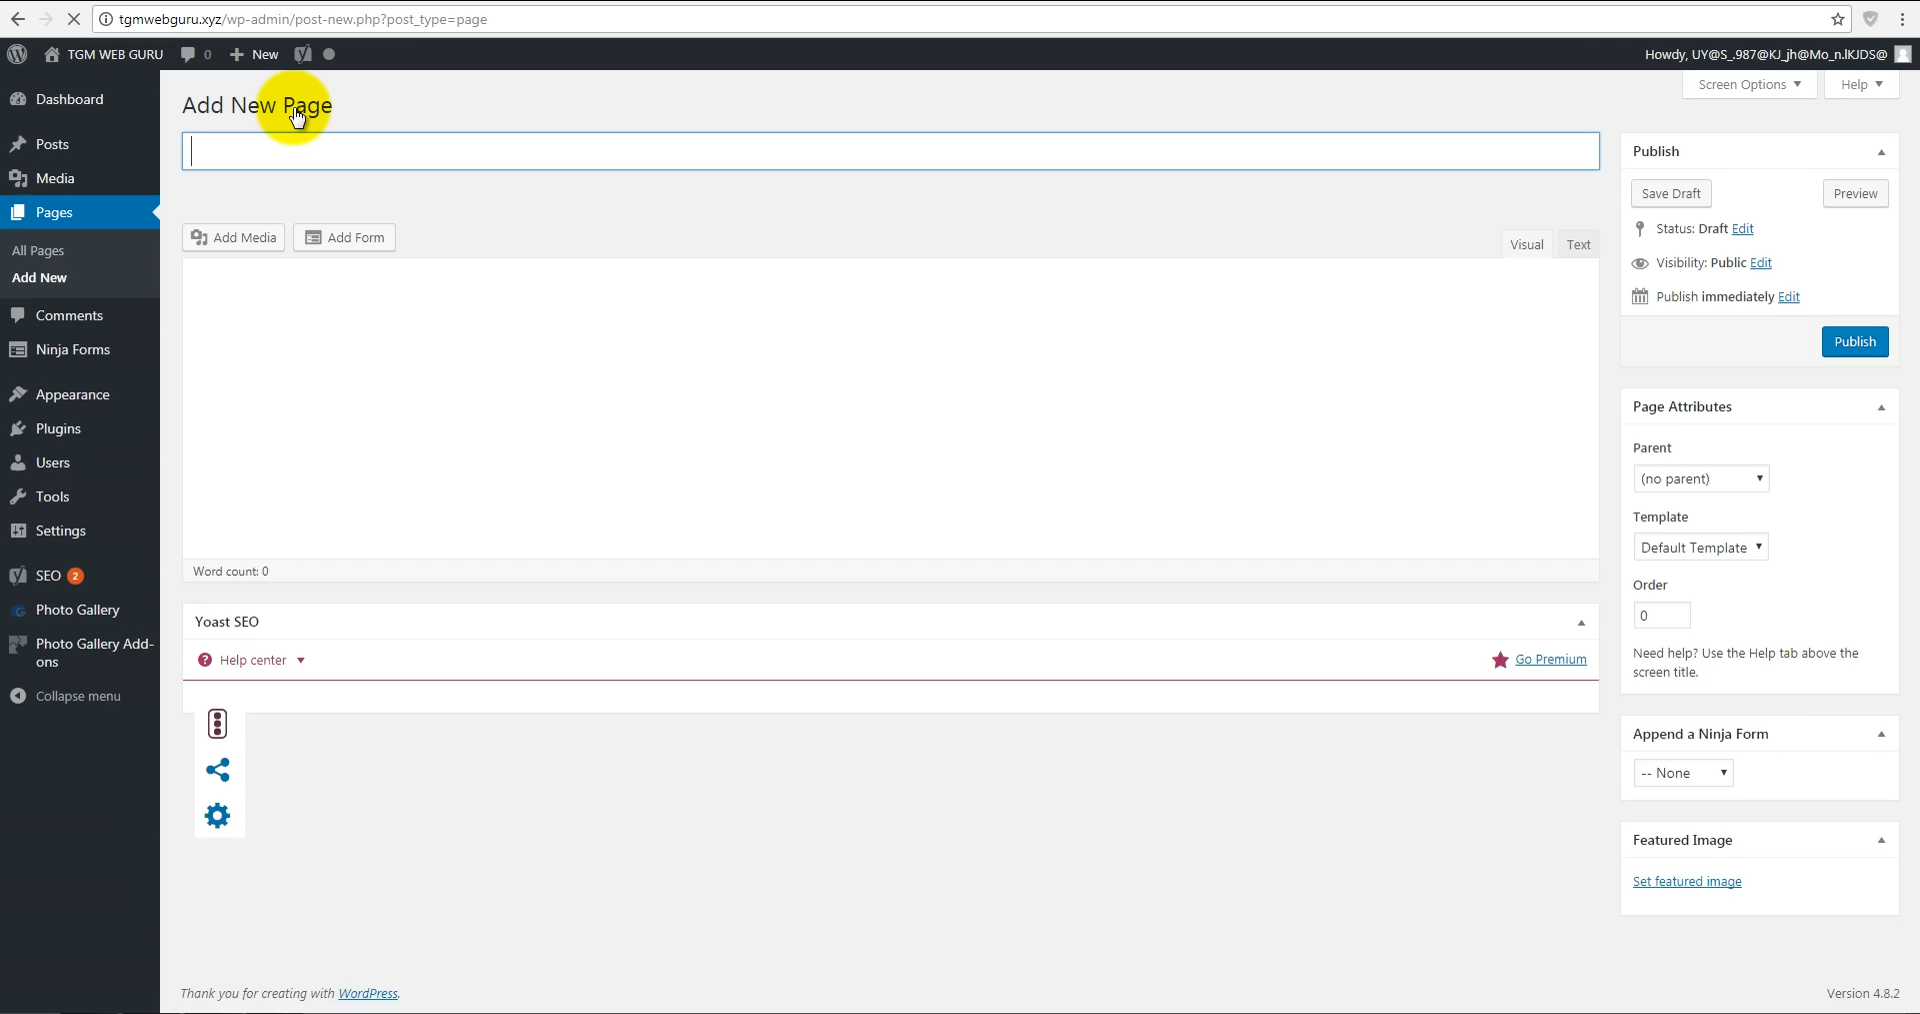 tgmwebguru.xyz/wp-admin/post-new.php?post_type=page
TGM WEB GURU 0 New
Howdy, UY@S_.987@KJ_jh@Mo_n.lKJDS@
Screen Options Help
Dashboard
Posts
Media
Pages
All Pages
Add New
Comments
Ninja Forms
Appearance
Plugins
Users
Tools
Settings
SEO 2
Photo Gallery
Photo Gallery Add-
ons
Collapse menu
Add New Page
Add Media Add Form
Visual Text
Word count: 0
Yoast SEO
Help center Go Premium
Publish
Save Draft Preview
Status: Draft Edit
Visibility: Public Edit
Publish immediately Edit
Publish
Page Attributes
Parent
(no parent)
Template
Default Template
Order
0
Need help? Use the Help tab above the
screen title.
Append a Ninja Form
-- None
Featured Image
Set featured image
Thank you for creating with WordPress.
Version 4.8.2